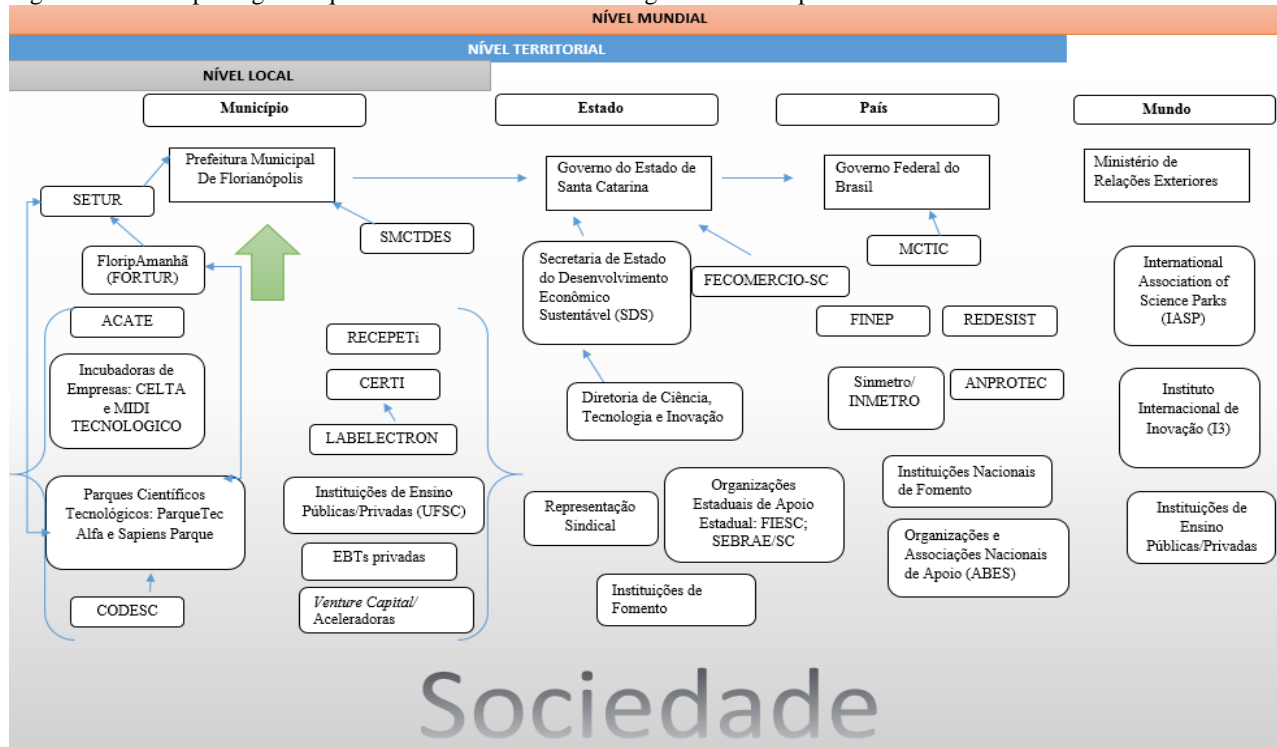 NÍVEL MUNDIAL
NÍVEL TERRITORIAL
NÍVEL LOCAL
Município
Estado
País
Mundo
Prefeitura Municipal
De Florianópolis
Governo do Estado de
Santa Catarina
Governo Federal do
Brasil
Ministério de
Relações Exteriores
SETUR
SMCTDES
FloripAmanhã
(FORTUR)
Secretaria de Estado
do Desenvolvimento
Econômico
Sustentável (SDS)
FECOMERCIO-SC
MCTIC
International
Association of
Science Parks
(IASP)
ACATE
RECEPETi
FINEP
REDESIST
Incubadoras de
Empresas: CELTA
e MIDI
TECNOLOGICO
CERTI
LABELECTRON
Diretoria de Ciência,
Tecnologia e Inovação
Sinmetro/
INMETRO
ANPROTEC
Instituto
Internacional de
Inovação (I3)
Parques Científicos
Tecnológicos: ParqueTec
Alfa e Sapiens Parque
Instituições de Ensino
Públicas/Privadas (UFSC)
Representação
Sindical
Organizações
Estaduais de Apoio
Estadual: FIESC;
SEBRAE/SC
Instituições Nacionais
de Fomento
Organizações e
Associações Nacionais
de Apoio (ABES)
Instituições de
Ensino
Públicas/Privadas
EBTs privadas
CODESC
Venture Capital/
Aceleradoras
Instituições de
Fomento
Sociedade